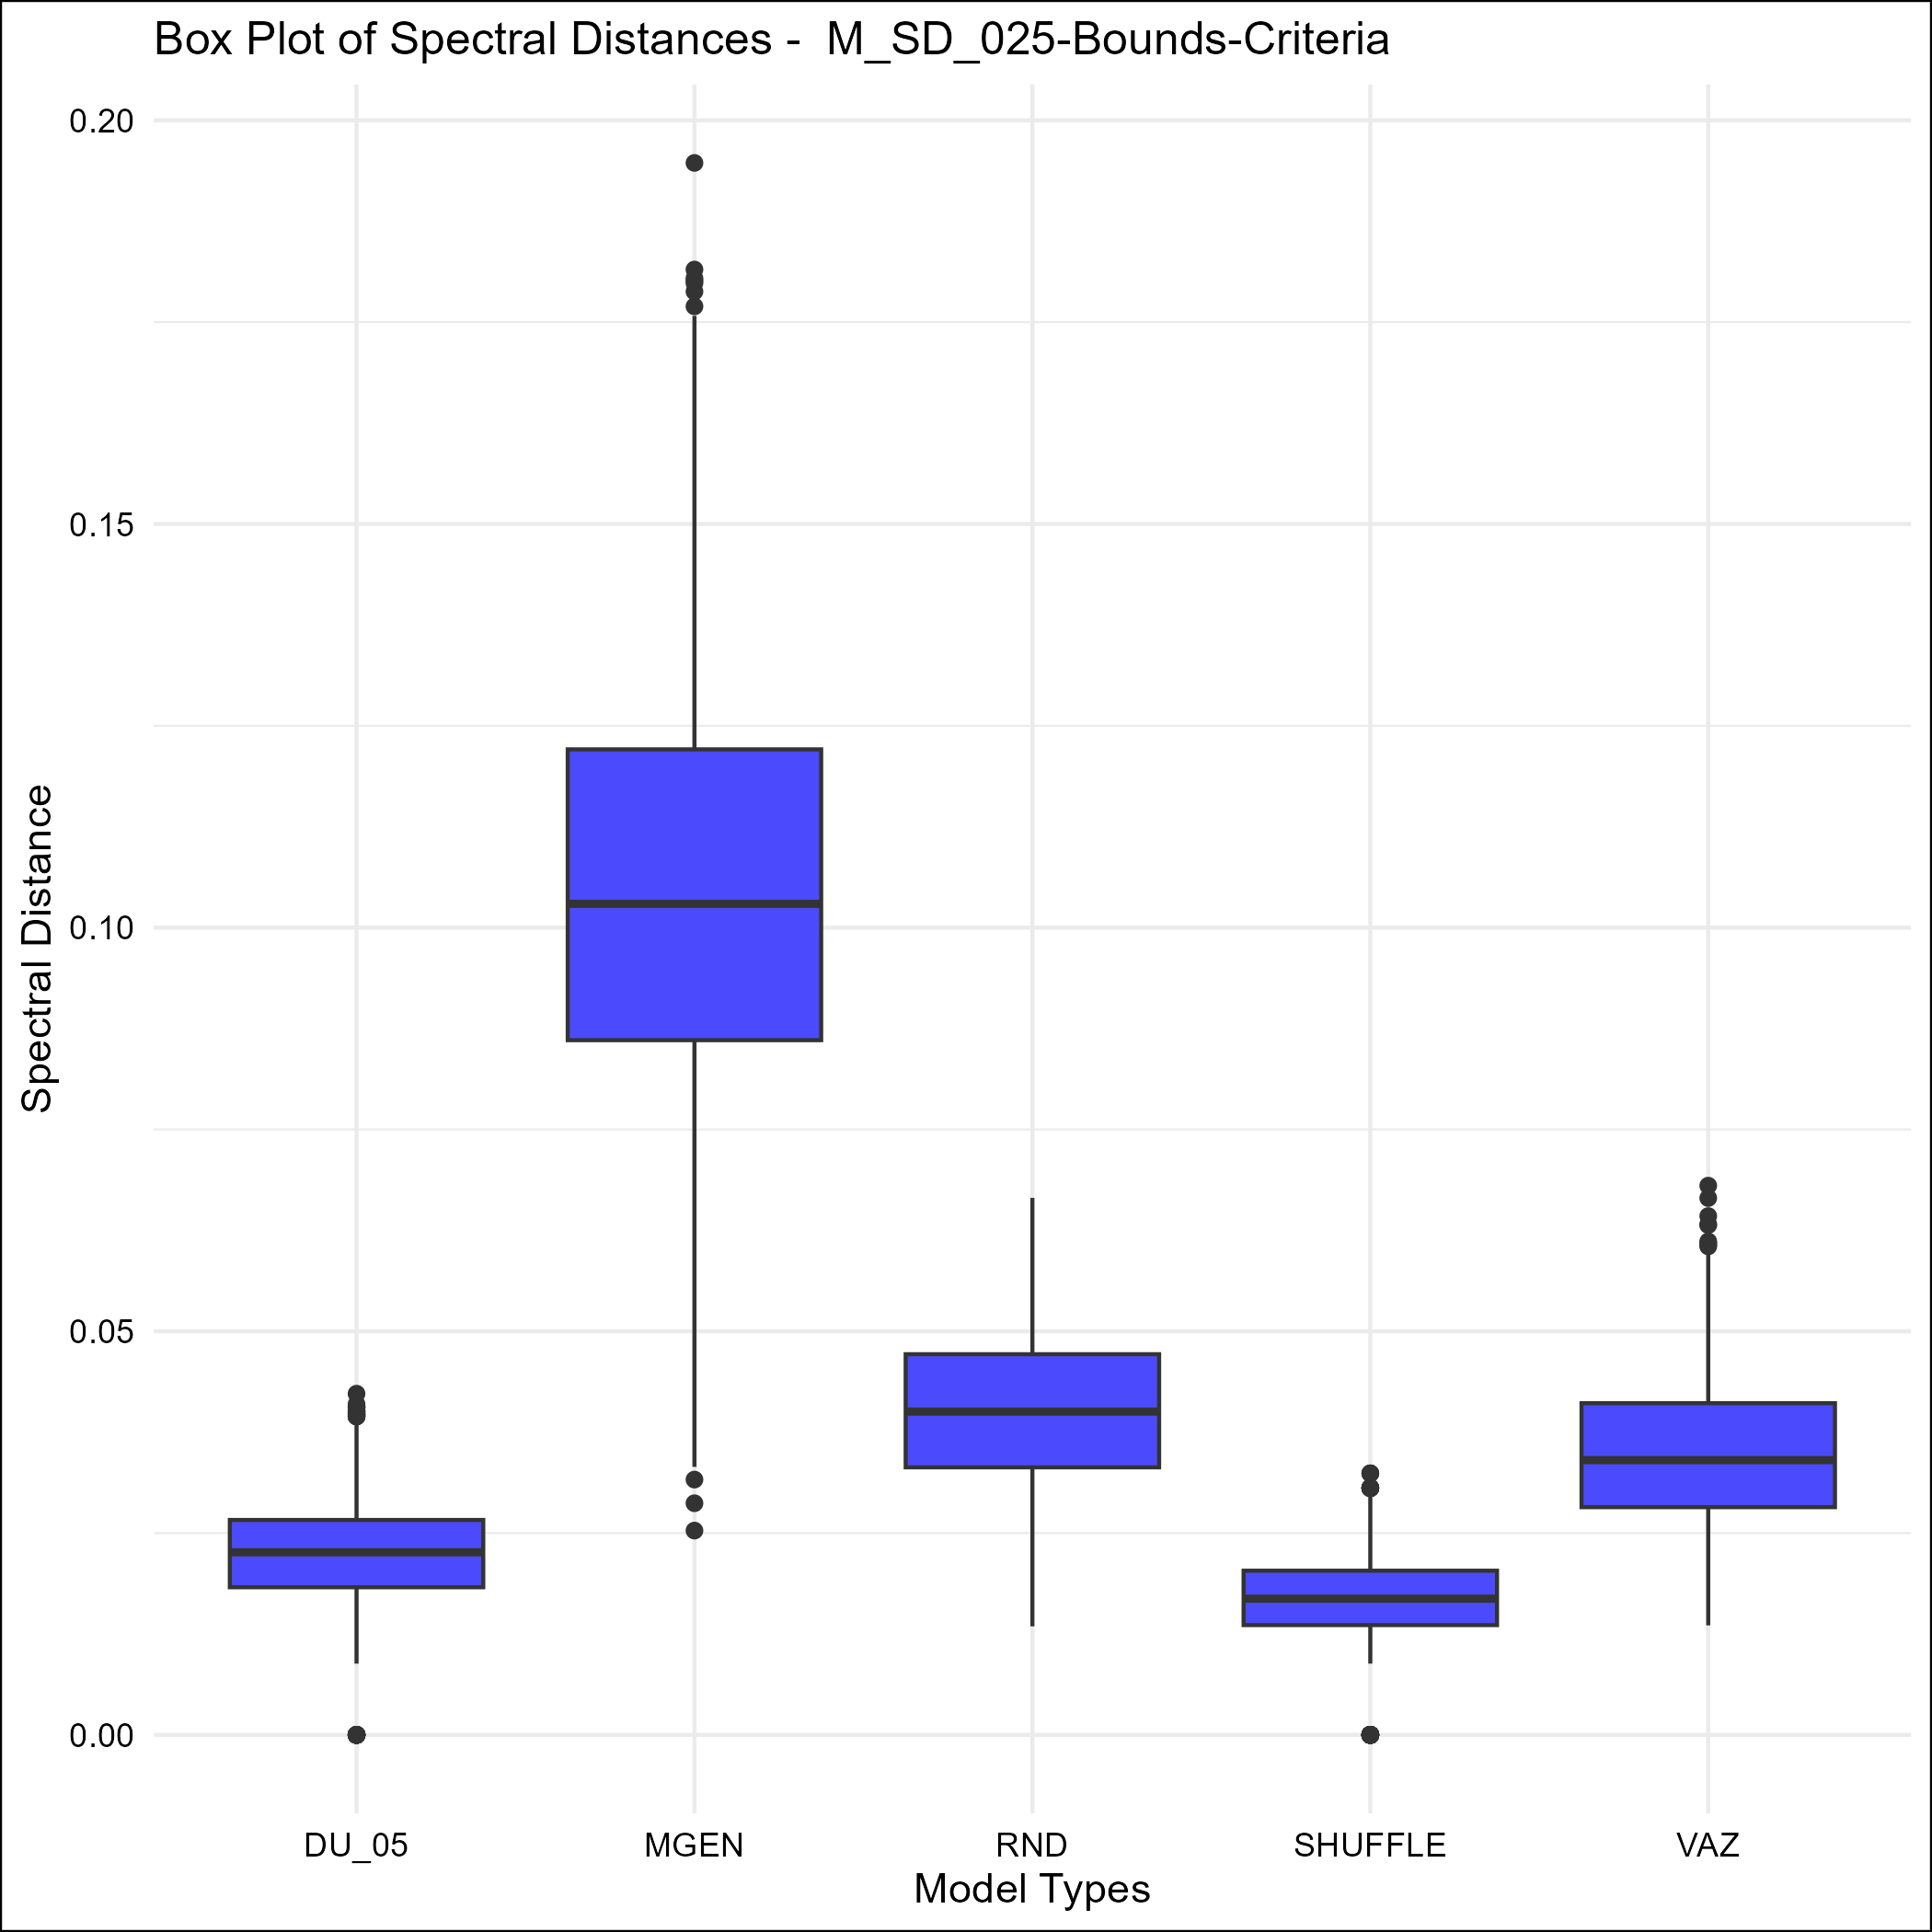 Box Plot of Spectral Distances -  M_SD_025-Bounds-Criteria
0.20
0.15
0.10
0.05
0.00
Spectral Distance
DU_05 MGEN RND SHUFFLE VAZ
Model Types